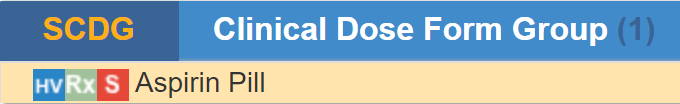 SCDG Clinical Dose Form Group (1)
HV Rx S Aspirin Pill